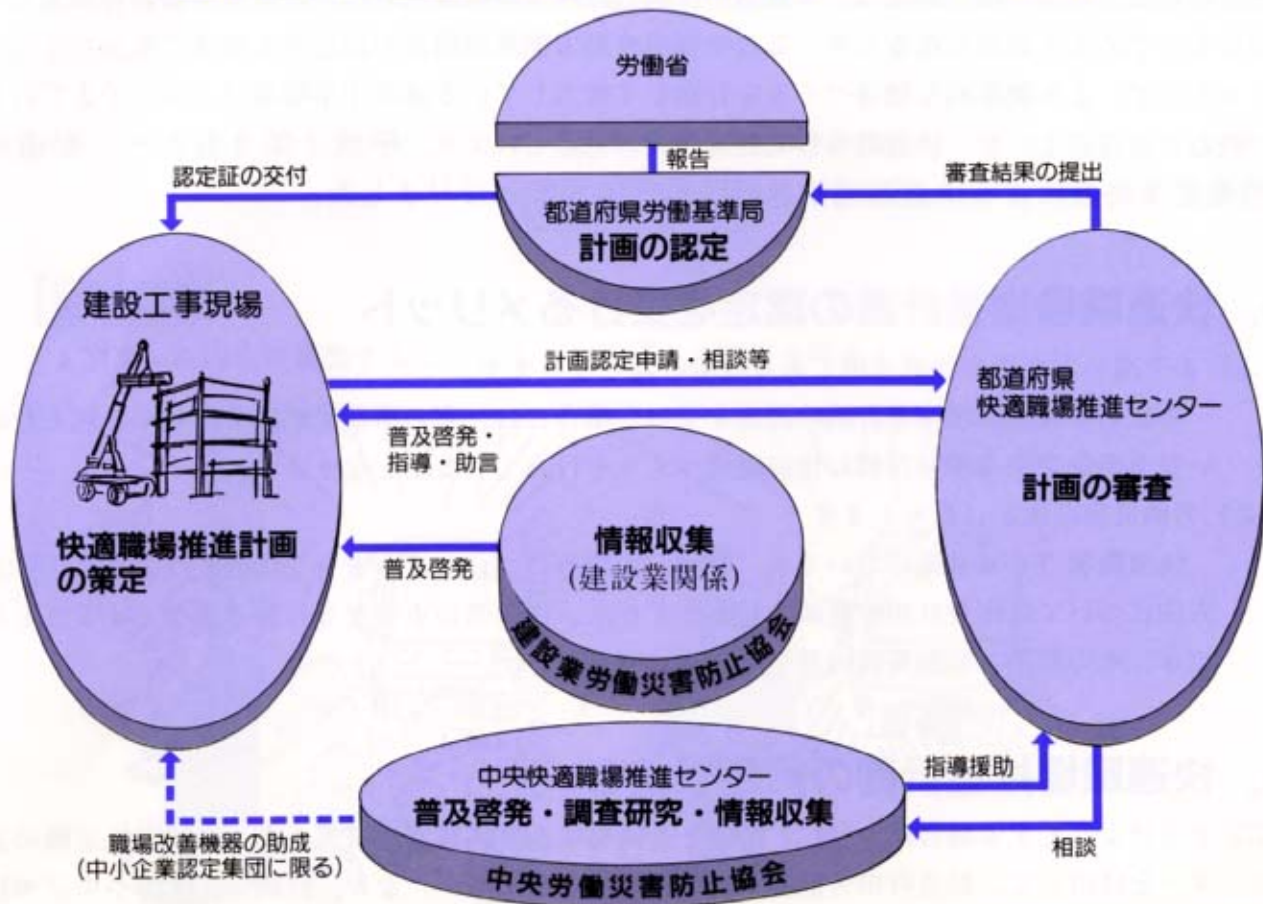 労働省
報告
認定証の交付
審査結果の提出
都道府県労働基準局
計画の認定
建設工事現場
計画認定申請・相談等
都道府県
快適職場推進センター
普及啓発・
指導・助言
計画の審査
快適職場推進計画
の策定
普及啓発
情報収集
(建設業関係)
建設業労働災害防止協会
中央快適職場推進センター
普及啓発・調査研究・情報収集
中央労働災害防止協会
指導援助
相談
職場改善機器の助成
(中小企業認定集団に限る)